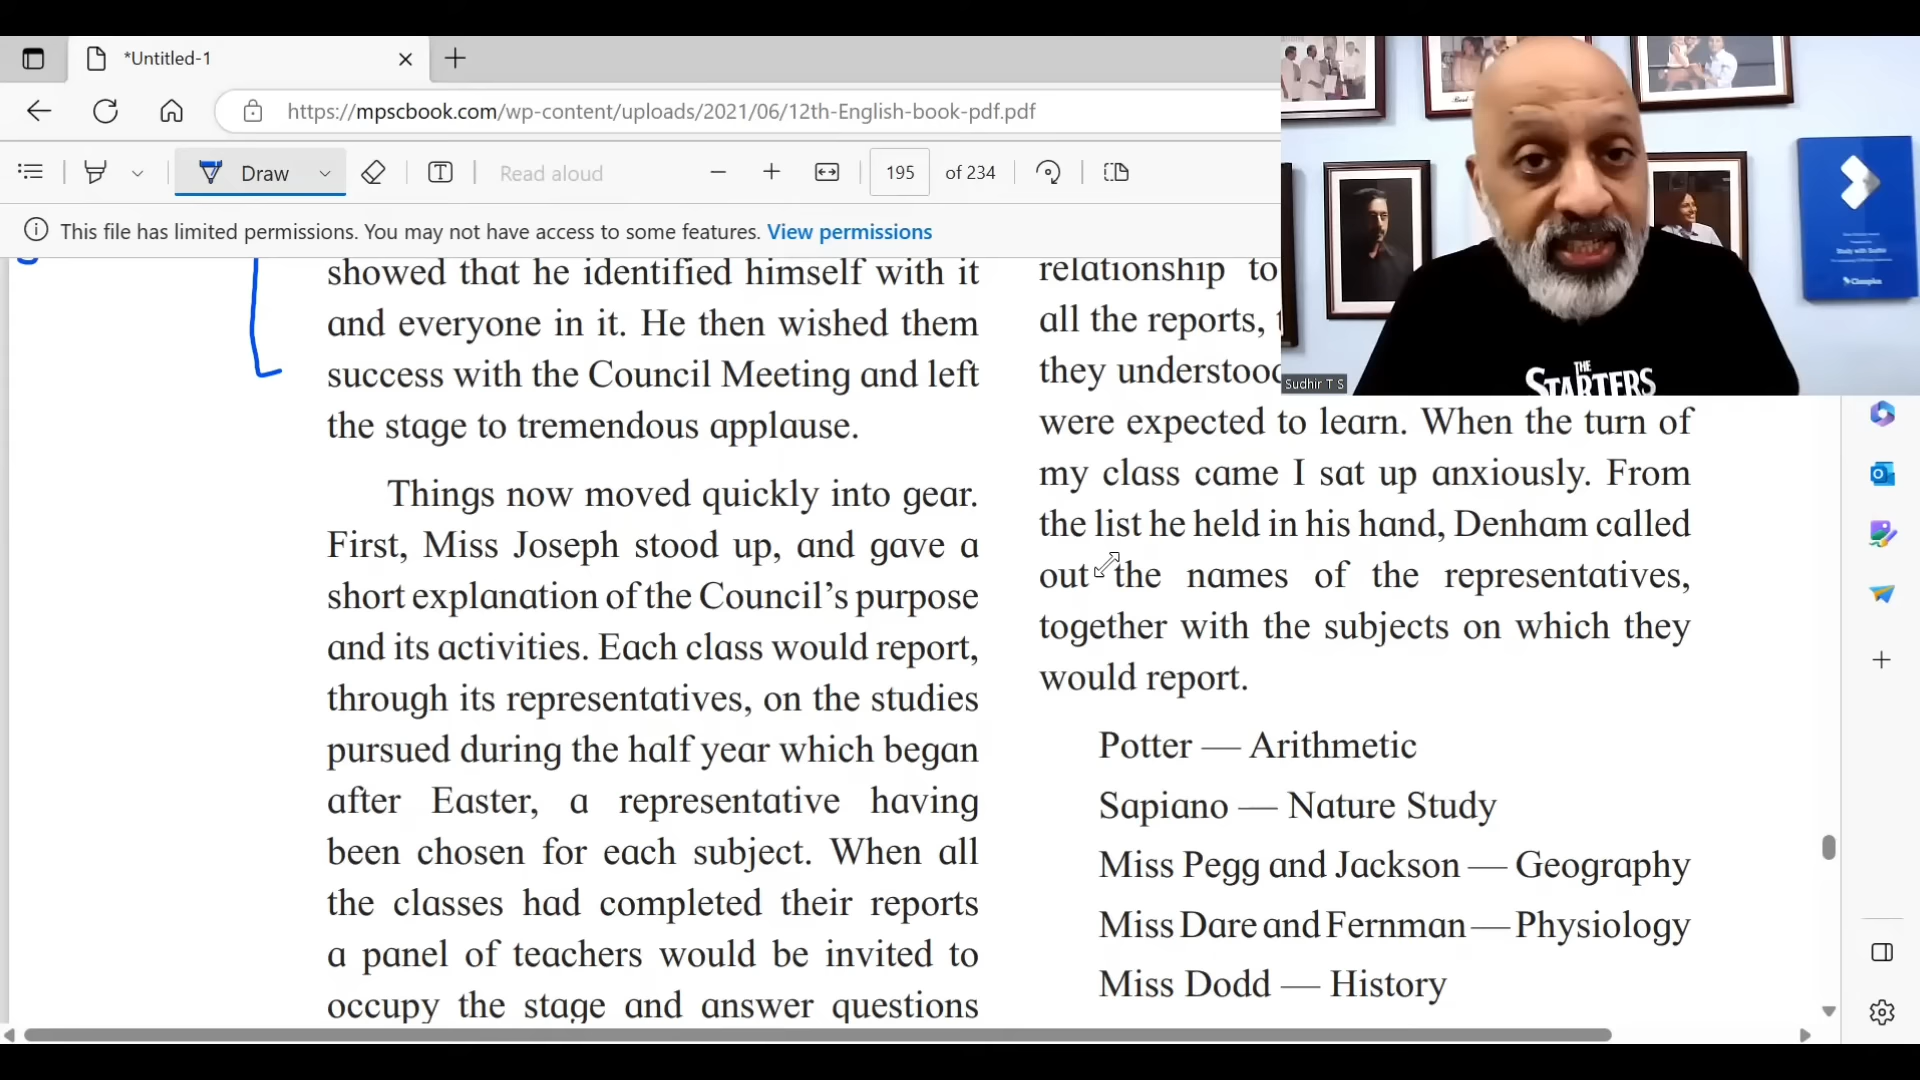 *Untitled-1
https://mpscbook.com/wp-content/uploads/2021/06/12th-English-book-pdf.pdf
Draw
Read aloud
195 of 234
This file has limited permissions. You may not have access to some features. View permissions
showed that he identified himself with it
and everyone in it. He then wished them
success with the Council Meeting and left
the stage to tremendous applause.
Things now moved quickly into gear.
First, Miss Joseph stood up, and gave a
short explanation of the Council’s purpose
and its activities. Each class would report,
through its representatives, on the studies
pursued during the half year which began
after Easter, a representative having
been chosen for each subject. When all
the classes had completed their reports
a panel of teachers would be invited to
occupy the stage and answer questions
relationship to
all the reports,
they understood
were expected to learn. When the turn of
my class came I sat up anxiously. From
the list he held in his hand, Denham called
out the names of the representatives,
together with the subjects on which they
would report.
Potter — Arithmetic
Sapiano — Nature Study
Miss Pegg and Jackson — Geography
Miss Dare and Fernman — Physiology
Miss Dodd — History
Sudhir T S
THE
STARTERS
Study with Sudhir
Classplus